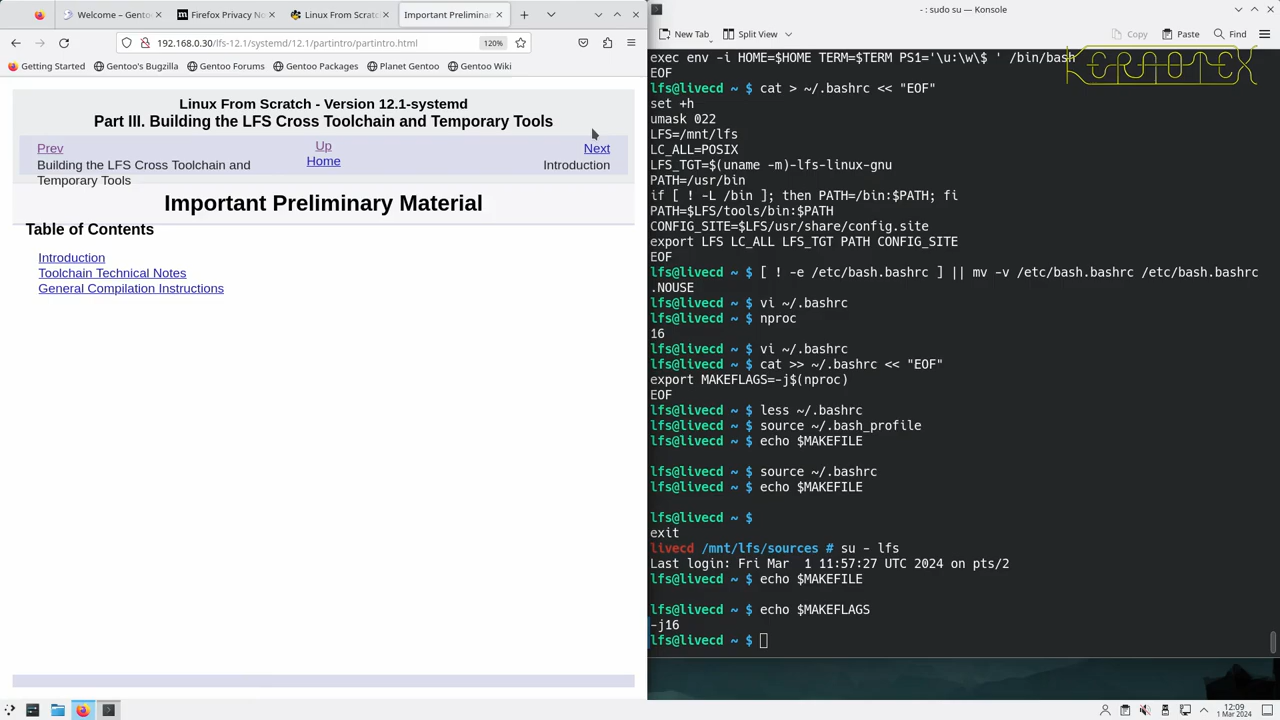 Welcome – Gento
Firefox Privacy No
Linux From Scratc
Important Preliminar
- : sudo su — Konsole
192.168.0.30/lfs-12.1/systemd/12.1/partintro/partintro.html
120%
New Tab
Split View
Copy
Paste
Find
Getting Started
Gentoo's Bugzilla
Gentoo Forums
Gentoo Packages
Planet Gentoo
Gentoo Wiki
Linux From Scratch - Version 12.1-systemd
Part III. Building the LFS Cross Toolchain and Temporary Tools
Prev
Building the LFS Cross Toolchain and
Temporary Tools
Up
Home
Next
Introduction
Important Preliminary Material
Table of Contents
Introduction
Toolchain Technical Notes
General Compilation Instructions
exec env -i HOME=$HOME TERM=$TERM PS1='\u:\w\$ ' /bin/bash
EOF
lfs@livecd ~ $ cat > ~/.bashrc << "EOF"
set +h
umask 022
LFS=/mnt/lfs
LC_ALL=POSIX
LFS_TGT=$(uname -m)-lfs-linux-gnu
PATH=/usr/bin
if [ ! -L /bin ]; then PATH=/bin:$PATH; fi
PATH=$LFS/tools/bin:$PATH
CONFIG_SITE=$LFS/usr/share/config.site
export LFS LC_ALL LFS_TGT PATH CONFIG_SITE
EOF
lfs@livecd ~ $ [ ! -e /etc/bash.bashrc ] || mv -v /etc/bash.bashrc /etc/bash.bashrc
.NOUSE
lfs@livecd ~ $ vi ~/.bashrc
lfs@livecd ~ $ nproc
16
lfs@livecd ~ $ vi ~/.bashrc
lfs@livecd ~ $ cat >> ~/.bashrc << "EOF"
export MAKEFLAGS=-j$(nproc)
EOF
lfs@livecd ~ $ less ~/.bashrc
lfs@livecd ~ $ source ~/.bash_profile
lfs@livecd ~ $ echo $MAKEFILE
lfs@livecd ~ $ source ~/.bashrc
lfs@livecd ~ $ echo $MAKEFILE
lfs@livecd ~ $
exit
livecd /mnt/lfs/sources # su - lfs
Last login: Fri Mar  1 11:57:27 UTC 2024 on pts/2
lfs@livecd ~ $ echo $MAKEFILE
lfs@livecd ~ $ echo $MAKEFLAGS
-j16
lfs@livecd ~ $
12:09
1 Mar 2024